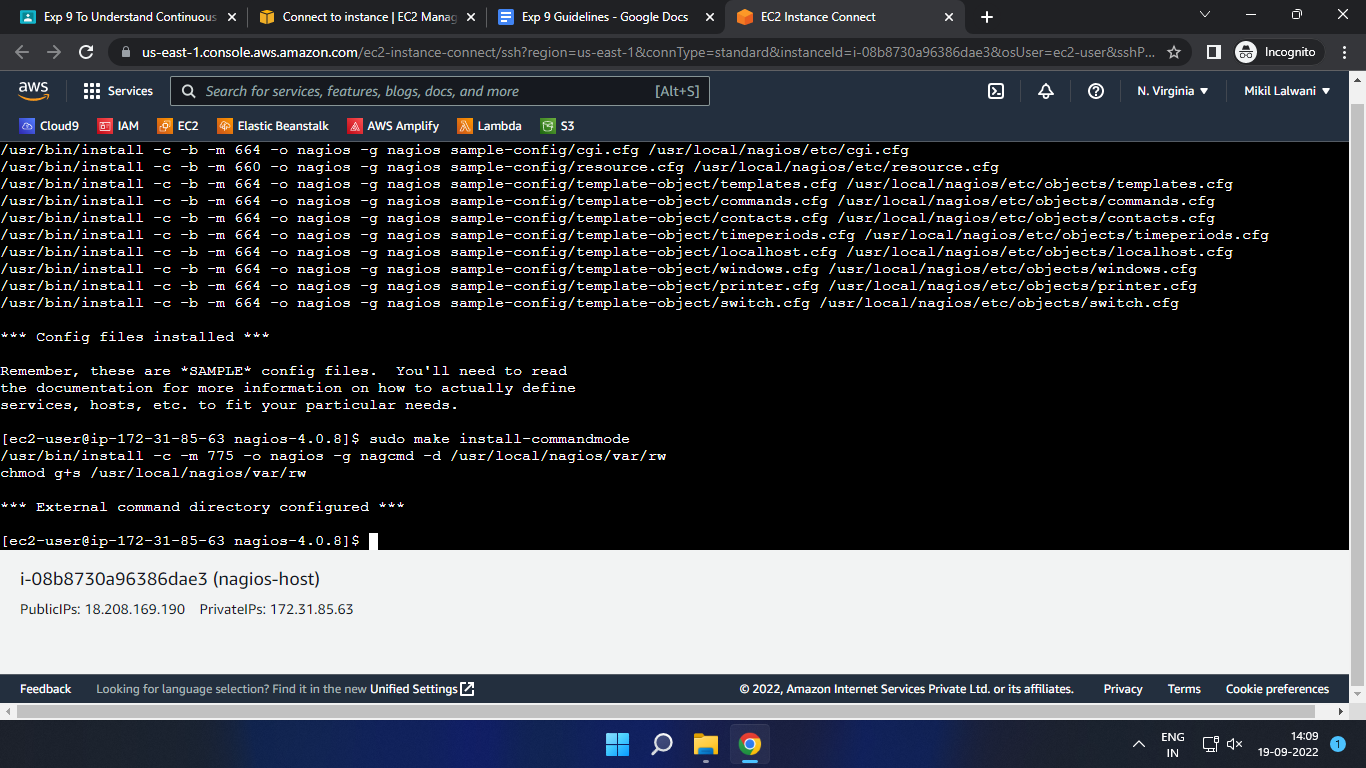 Exp 9 To Understand Continuous
Connect to instance | EC2 Manag
Exp 9 Guidelines - Google Docs
EC2 Instance Connect
us-east-1.console.aws.amazon.com/ec2-instance-connect/ssh?region=us-east-1&connType=standard&instanceId=i-08b8730a96386dae3&osUser=ec2-user&sshP...
Incognito
aws
Services
Search for services, features, blogs, docs, and more
[Alt+S]
N. Virginia
Mikil Lalwani
Cloud9
IAM
EC2
Elastic Beanstalk
AWS Amplify
Lambda
S3
/usr/bin/install -c -b -m 664 -o nagios -g nagios sample-config/cgi.cfg /usr/local/nagios/etc/cgi.cfg
/usr/bin/install -c -b -m 660 -o nagios -g nagios sample-config/resource.cfg /usr/local/nagios/etc/resource.cfg
/usr/bin/install -c -b -m 664 -o nagios -g nagios sample-config/template-object/templates.cfg /usr/local/nagios/etc/objects/templates.cfg
/usr/bin/install -c -b -m 664 -o nagios -g nagios sample-config/template-object/commands.cfg /usr/local/nagios/etc/objects/commands.cfg
/usr/bin/install -c -b -m 664 -o nagios -g nagios sample-config/template-object/contacts.cfg /usr/local/nagios/etc/objects/contacts.cfg
/usr/bin/install -c -b -m 664 -o nagios -g nagios sample-config/template-object/timeperiods.cfg /usr/local/nagios/etc/objects/timeperiods.cfg
/usr/bin/install -c -b -m 664 -o nagios -g nagios sample-config/template-object/localhost.cfg /usr/local/nagios/etc/objects/localhost.cfg
/usr/bin/install -c -b -m 664 -o nagios -g nagios sample-config/template-object/windows.cfg /usr/local/nagios/etc/objects/windows.cfg
/usr/bin/install -c -b -m 664 -o nagios -g nagios sample-config/template-object/printer.cfg /usr/local/nagios/etc/objects/printer.cfg
/usr/bin/install -c -b -m 664 -o nagios -g nagios sample-config/template-object/switch.cfg /usr/local/nagios/etc/objects/switch.cfg
*** Config files installed ***
Remember, these are *SAMPLE* config files.  You'll need to read
the documentation for more information on how to actually define
services, hosts, etc. to fit your particular needs.
[ec2-user@ip-172-31-85-63 nagios-4.0.8]$ sudo make install-commandmode
/usr/bin/install -c -m 775 -o nagios -g nagcmd -d /usr/local/nagios/var/rw
chmod g+s /usr/local/nagios/var/rw
*** External command directory configured ***
[ec2-user@ip-172-31-85-63 nagios-4.0.8]$
i-08b8730a96386dae3 (nagios-host)
PublicIPs: 18.208.169.190 PrivateIPs: 172.31.85.63
Feedback
Looking for language selection? Find it in the new Unified Settings
© 2022, Amazon Internet Services Private Ltd. or its affiliates.
Privacy
Terms
Cookie preferences
ENG
IN
14:09
19-09-2022
1